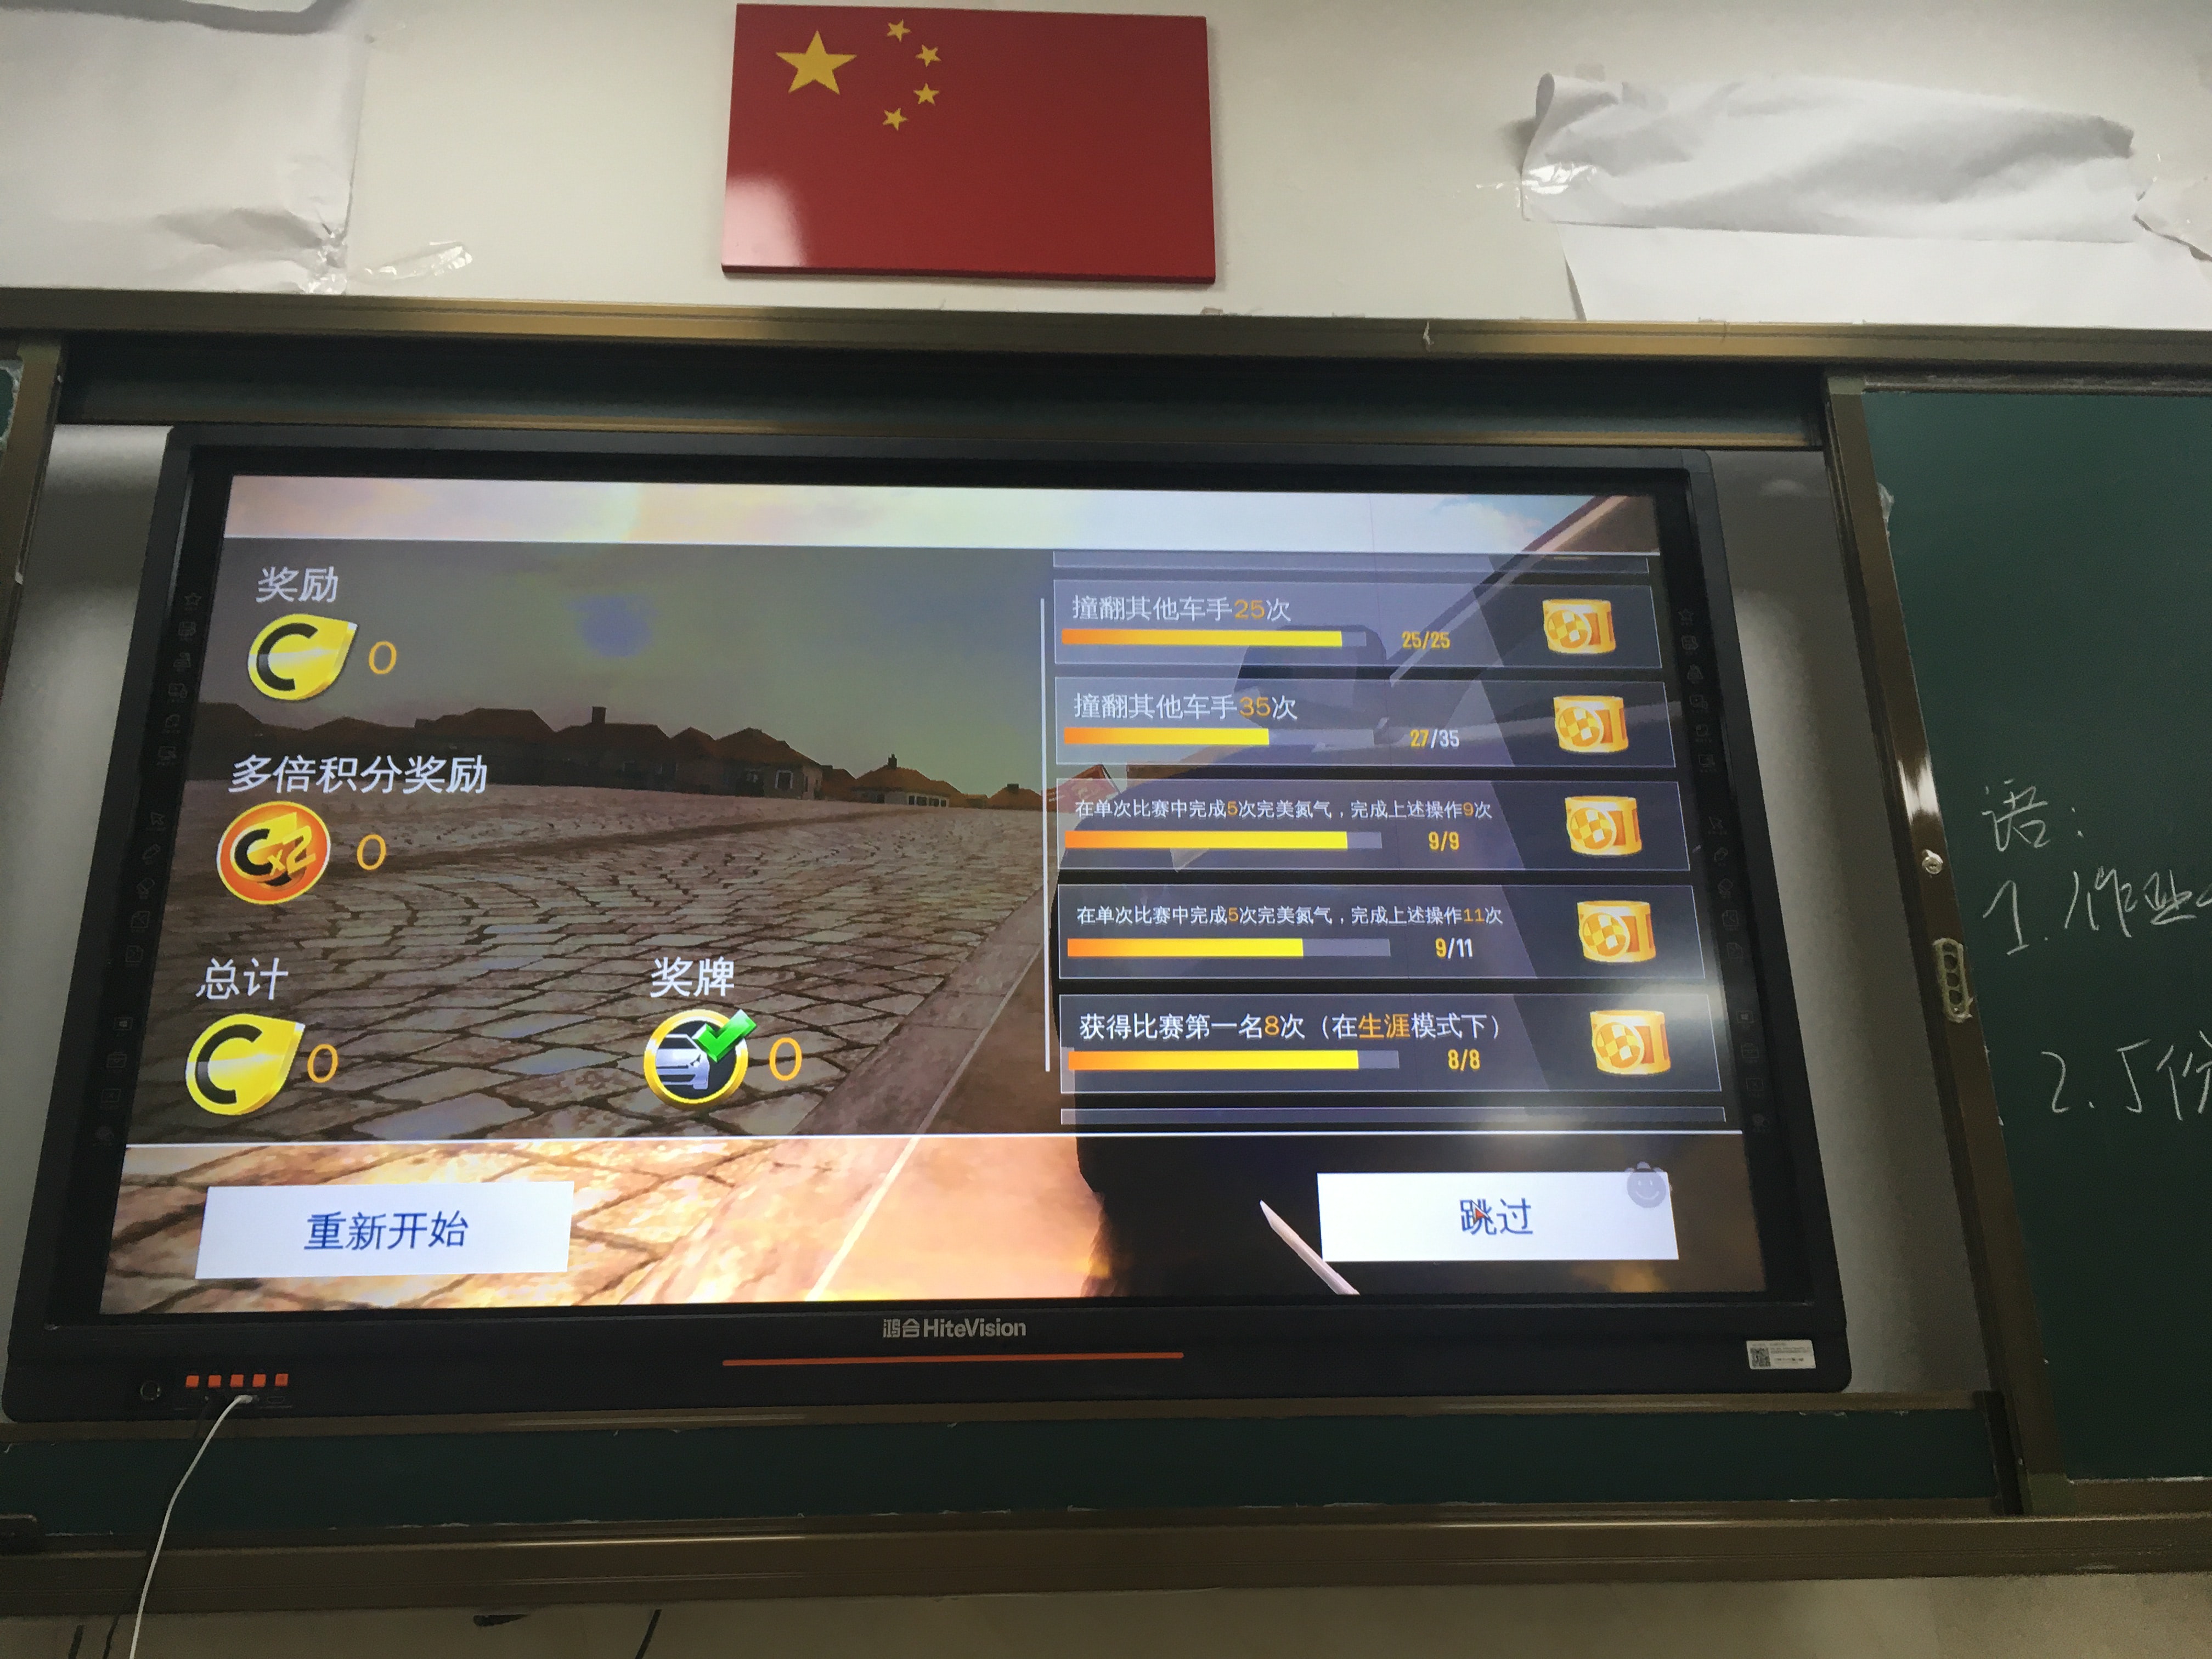 奖励
0
多倍积分奖励
Cx2
0
总计
0
奖牌
0
撞翻其他车手25次
25/25
撞翻其他车手35次
27/35
在单次比赛中完成5次完美氮气，完成上述操作9次
9/9
在单次比赛中完成5次完美氮气，完成上述操作11次
9/11
获得比赛第一名8次（在生涯模式下）
8/8
重新开始
跳过
鸿合HiteVision
语：
1.作业
2.5份